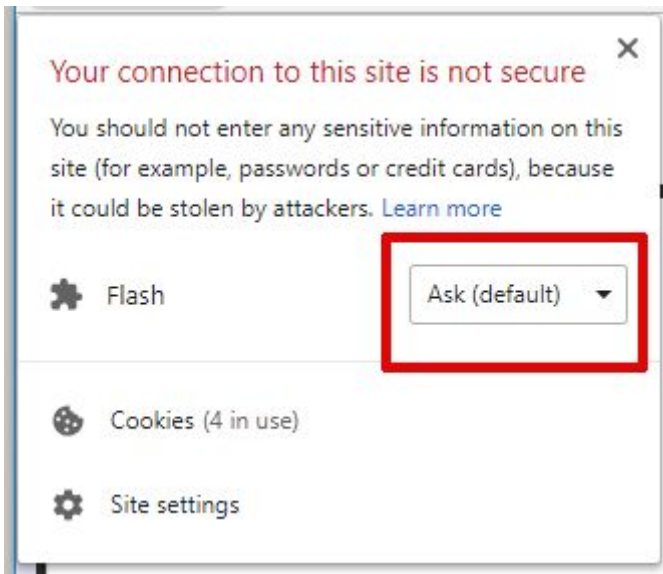 Your connection to this site is not secure
You should not enter any sensitive information on this
site (for example, passwords or credit cards), because
it could be stolen by attackers. Learn more
Flash Ask (default)
Cookies (4 in use)
Site settings